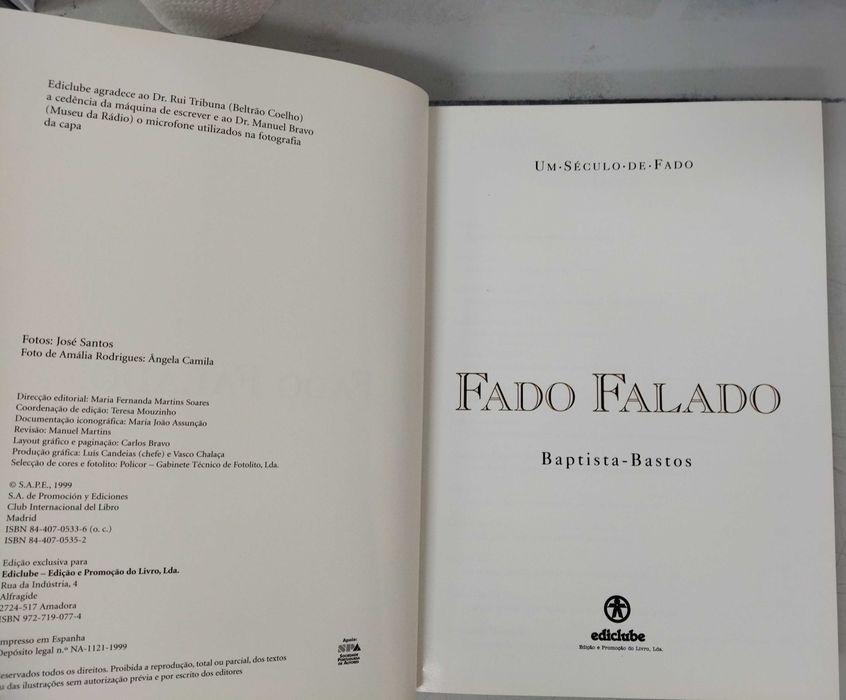 Ediclube agradece ao Dr. Rui Tribuna (Beltrão Coelho)
a cedência da máquina de escrever e ao Dr. Manuel Bravo
(Museu da Rádio) o microfone utilizados na fotografia
da capa
Fotos: José Santos
Foto de Amália Rodrigues: Ângela Camila
Direcção editorial: Maria Fernanda Martins Soares
Coordenação de edição: Teresa Mouzinho
Documentação iconográfica: Maria João Assunção
Revisão: Manuel Martins
Layout gráfico e paginação: Carlos Bravo
Produção gráfica: Luís Candeias (chefe) e Vasco Chalaça
Selecção de cores e fotolito: Policor – Gabinete Técnico de Fotolito, Lda.
© S.A.P.E., 1999
S.A. de Promoción y Ediciones
Club Internacional del Libro
Madrid
ISBN 84-407-0533-6 (o. c.)
ISBN 84-407-0535-2
Edição exclusiva para
Ediclube – Edição e Promoção do Livro, Lda.
Rua da Indústria, 4
Alfragide
2724-517 Amadora
ISBN 972-719-077-4
mpresso em Espanha
Depósito legal n.º NA-1121-1999
Apoio:
SPA
SOCIEDADE
PORTUGUESA
DE AUTORES
eservados todos os direitos. Proibida a reprodução, total ou parcial, dos textos
u das ilustrações sem autorização prévia e por escrito dos editores
UM·SÉCULO·DE·FADO
FADO FALADO
Baptista-Bastos
ediclube
Edição e Promoção do Livro, Lda.